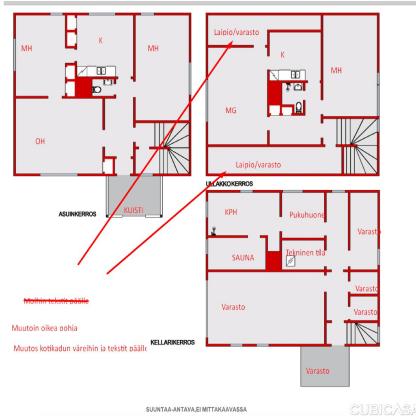 Laipio/varasto
MH
K
MH
K
MH
MG
OH
Laipio/varasto
ULLAKKOKERROS
KUISTI
ASUINKERROS
KPH
Pukuhuone
Varasto
SAUNA
Tekninen tila
Varasto
Varasto
Varasto
Moihin tekstit päälle
Muutoin oikea pohja
Muutos kotikadun väreihin ja tekstit päälle
KELLARIKERROS
Varasto
SUUNTAA-ANTAVA,EI MITTAKAAVASSA
CUBICASA